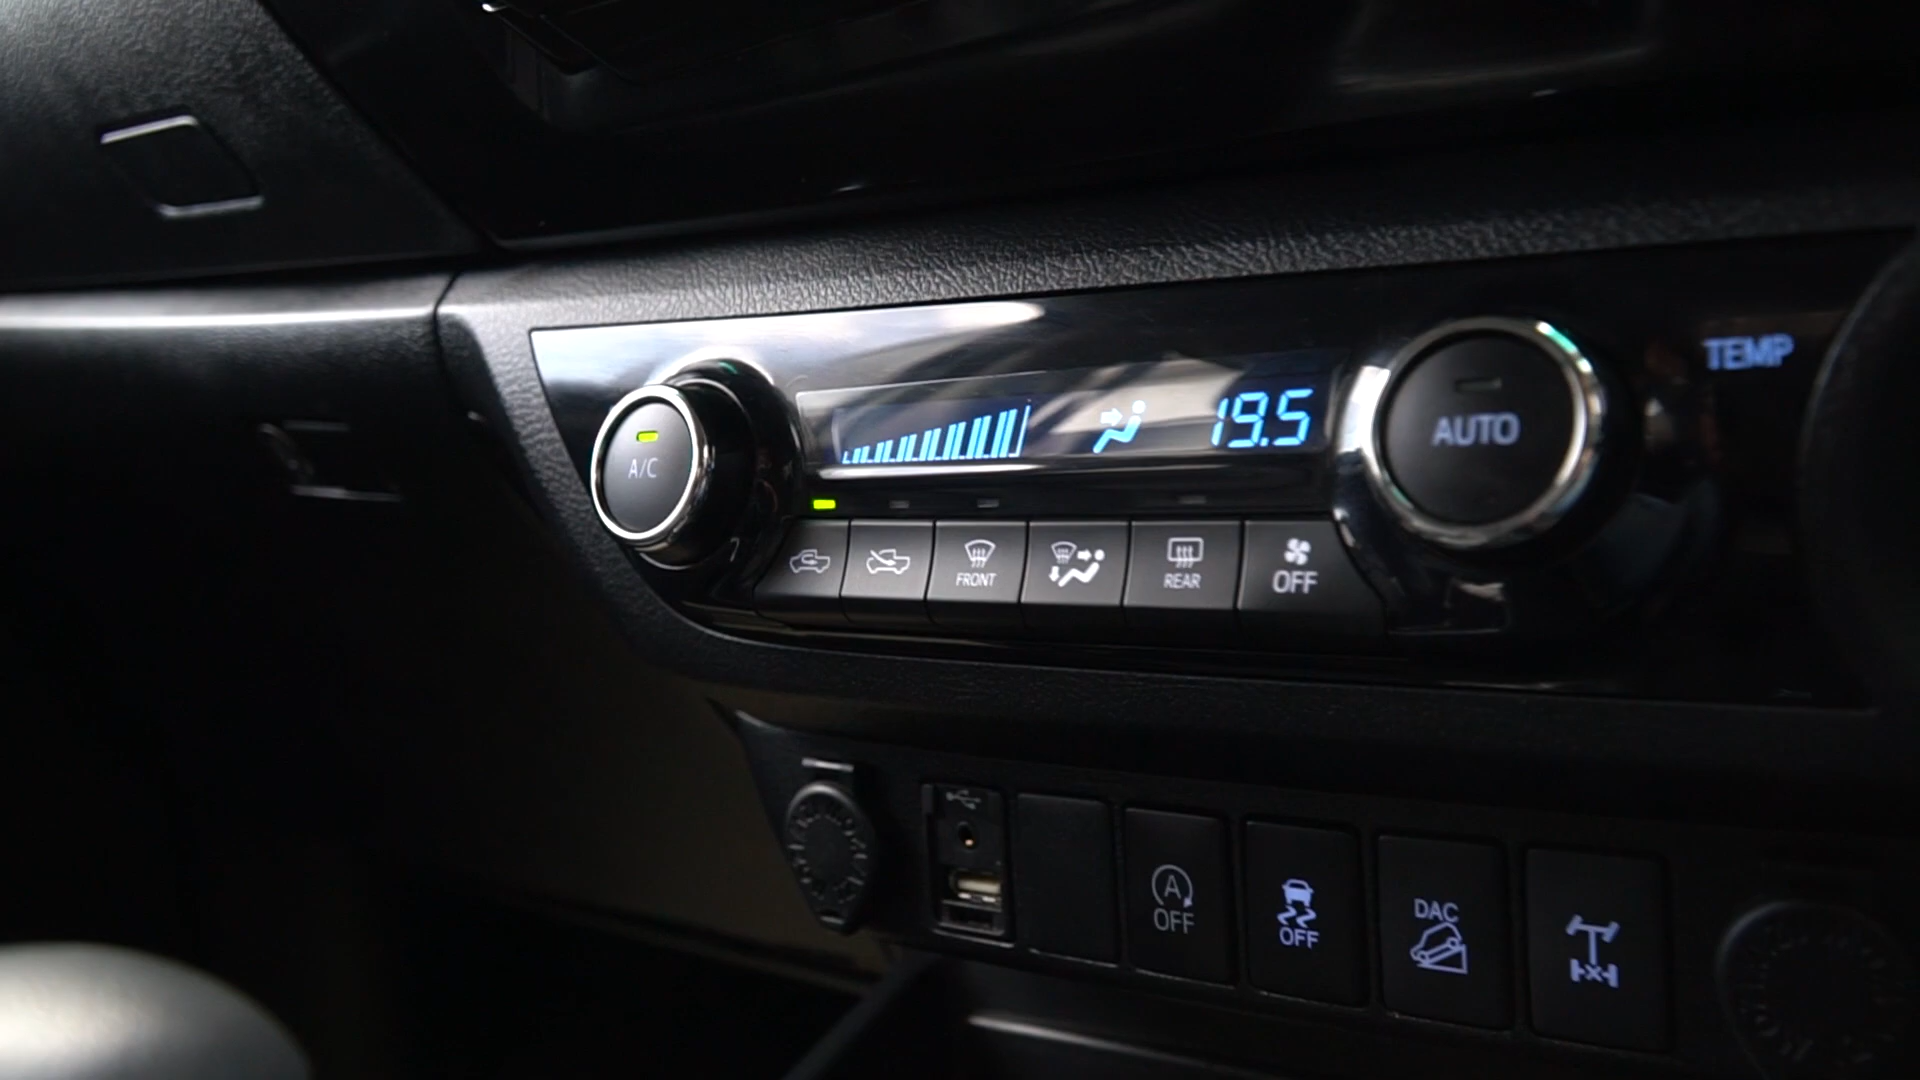 TEMP
19.5
A/C
AUTO
FRONT
REAR
OFF
A
OFF
OFF
DAC